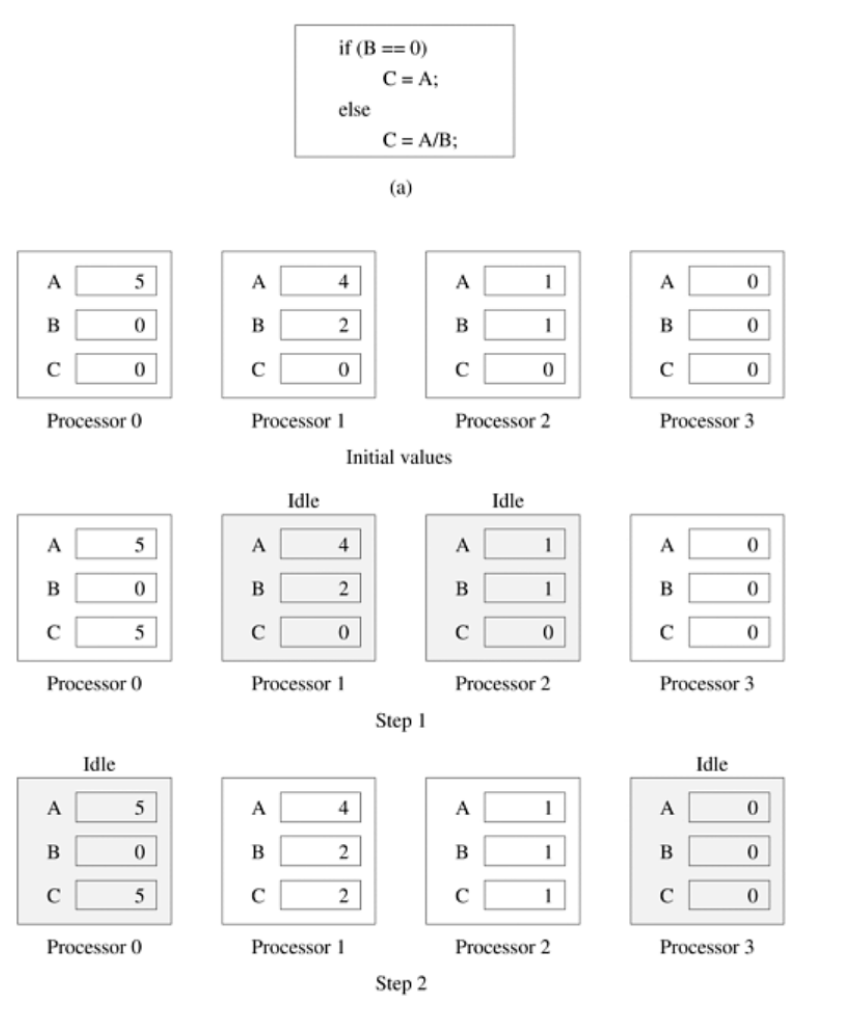 if (B == 0)
C = A;
else
C = A/B;
(a)
A 5 A 4 A 1 A 0
B 0 B 2 B 1 B 0
C 0 C 0 C 0 C 0
Processor 0 Processor 1 Processor 2 Processor 3
Initial values
Idle Idle
A 5 A 4 A 1 A 0
B 0 B 2 B 1 B 0
C 5 C 0 C 0 C 0
Processor 0 Processor 1 Processor 2 Processor 3
Step 1
Idle Idle
A 5 A 4 A 1 A 0
B 0 B 2 B 1 B 0
C 5 C 2 C 1 C 0
Processor 0 Processor 1 Processor 2 Processor 3
Step 2